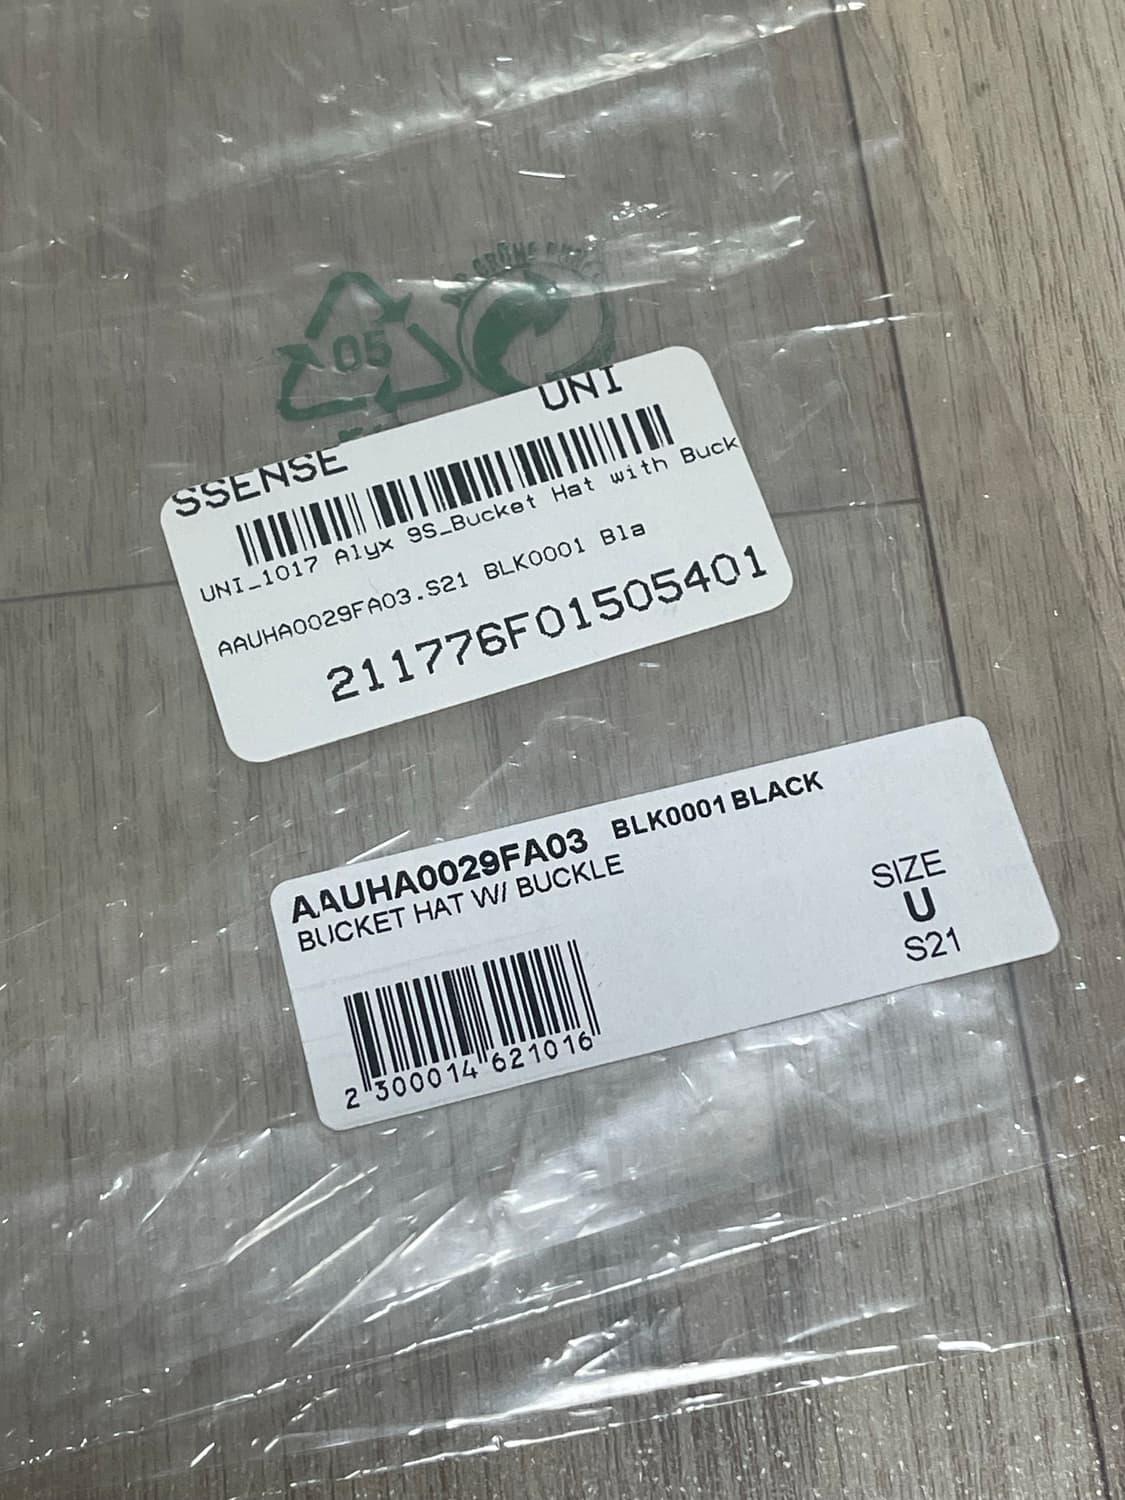 05
SSENSE UNI
UNI_1017 Alyx 9S_Bucket Hat with Buck
AAUHA0029FA03.S21 BLK0001 Bla
211776F01505401
AAUHA0029FA03 BLK0001 BLACK
BUCKET HAT W/ BUCKLE
SIZE
U
S21
2 300014 621016